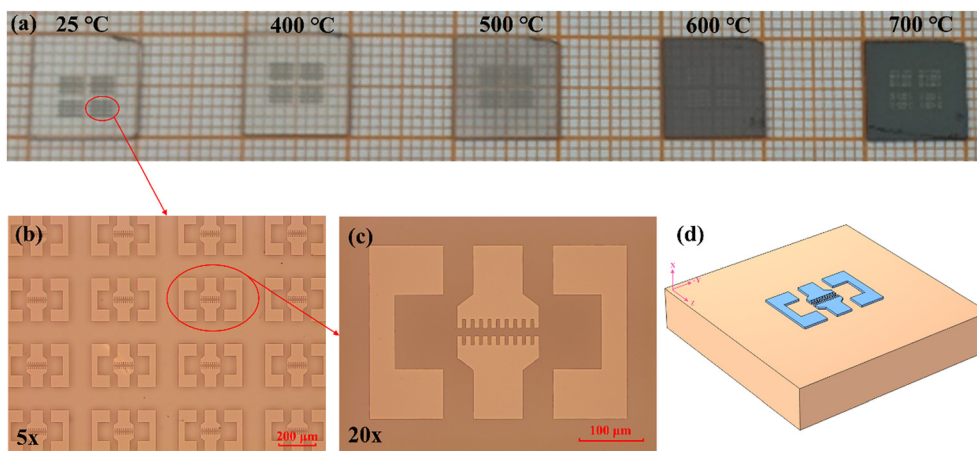 (a) 25 ℃ 400 ℃ 500 ℃ 600 ℃ 700 ℃
(b) (c) (d)
X
Y
Z
5x 200 μm 20x 100 μm